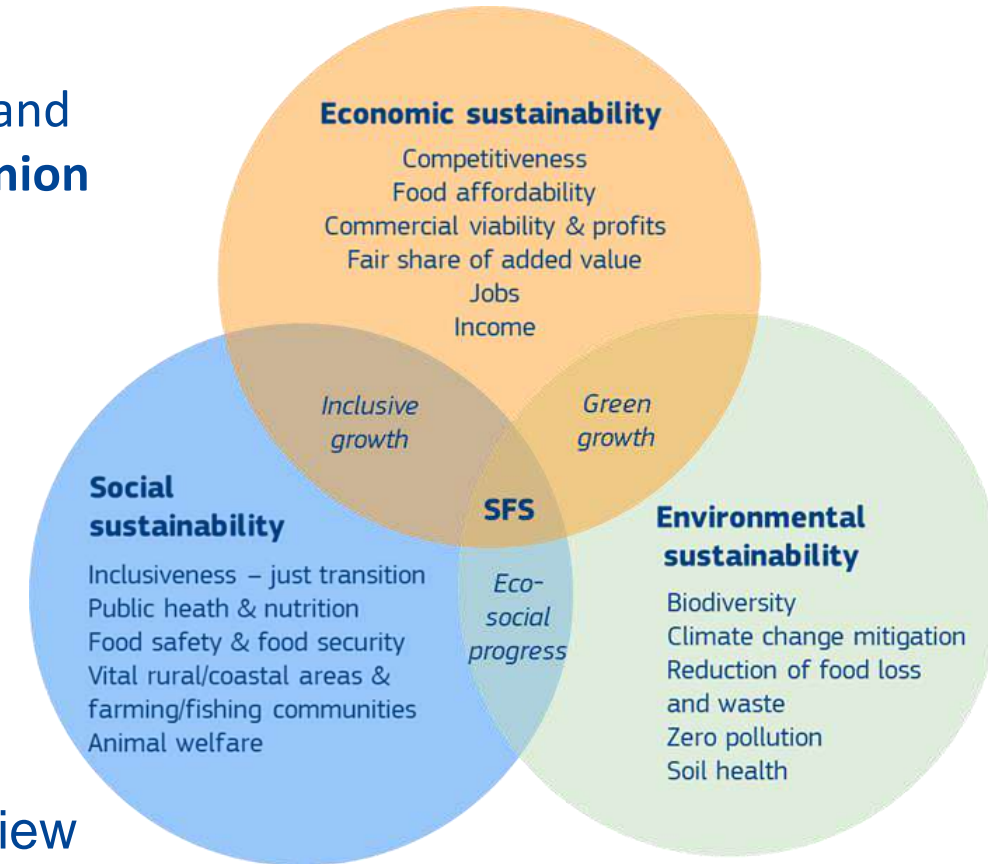 and
nion
Economic sustainability
Competitiveness
Food affordability
Commercial viability & profits
Fair share of added value
Jobs
Income
Inclusive
growth
Green
growth
SFS
Social
sustainability
Inclusiveness – just transition
Public heath & nutrition
Food safety & food security
Vital rural/coastal areas &
farming/fishing communities
Animal welfare
Eco-
social
progress
Environmental
sustainability
Biodiversity
Climate change mitigation
Reduction of food loss
and waste
Zero pollution
Soil health
iew